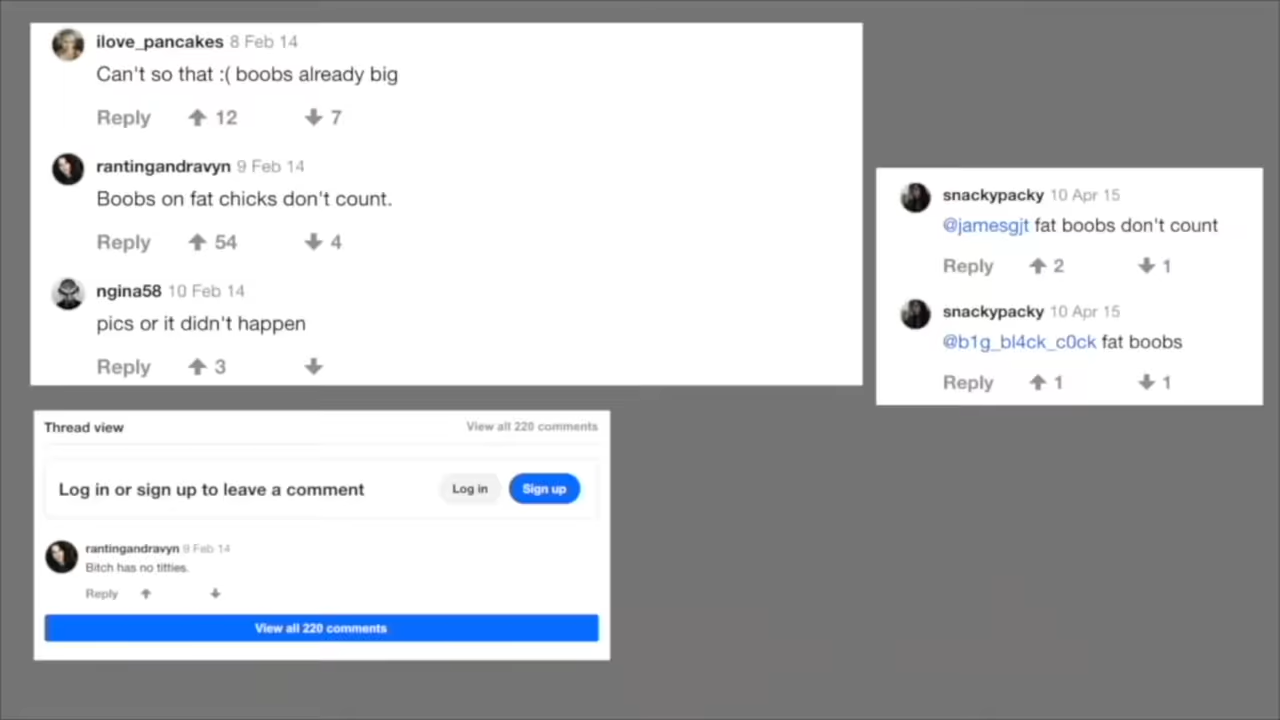 ilove_pancakes 8 Feb 14
Can't so that :( boobs already big
Reply 12 7
rantingandravyn 9 Feb 14
Boobs on fat chicks don't count.
Reply 54 4
ngina58 10 Feb 14
pics or it didn't happen
Reply 3
snackypacky 10 Apr 15
@jamesgjt fat boobs don't count
Reply 2 1
snackypacky 10 Apr 15
@b1g_bl4ck_c0ck fat boobs
Reply 1 1
Thread view View all 220 comments
Log in or sign up to leave a comment Log in Sign up
rantingandravyn 9 Feb 14
Bitch has no titties.
Reply
View all 220 comments